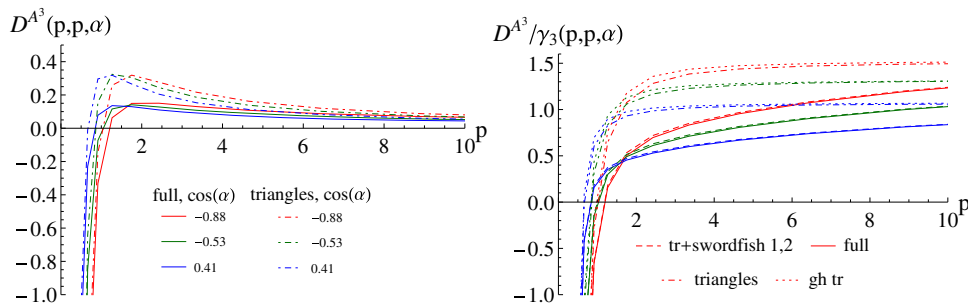 D^{A^3}(p,p,α)
0.4
0.2
0.0
-0.2
-0.4
-0.6
-0.8
-1.0
2 4 6 8 10
p
full, cos(α) triangles, cos(α)
-0.88 -0.88
-0.53 -0.53
0.41 0.41
D^{A^3}/γ_3(p,p,α)
1.5
1.0
0.5
0.0
-0.5
-1.0
2 4 6 8 10
p
tr+swordfish 1,2 full
triangles gh tr